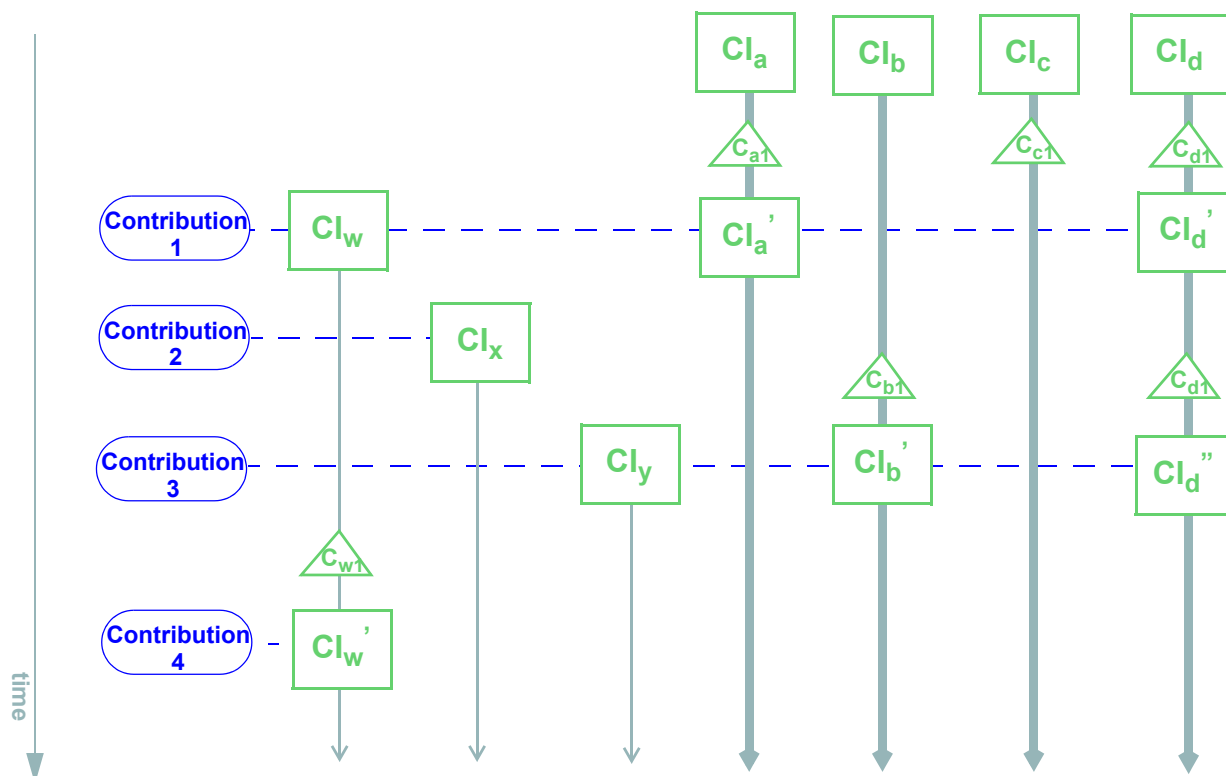 CIa CIb CIc CId
Ca1 Cc1 Cd1
Contribution
1
CIw CIa’ CId’
Contribution
2
CIx
Cb1 Cd1
Contribution
3
CIy CIb’ CId”
Cw1
Contribution
4
CIw’
time